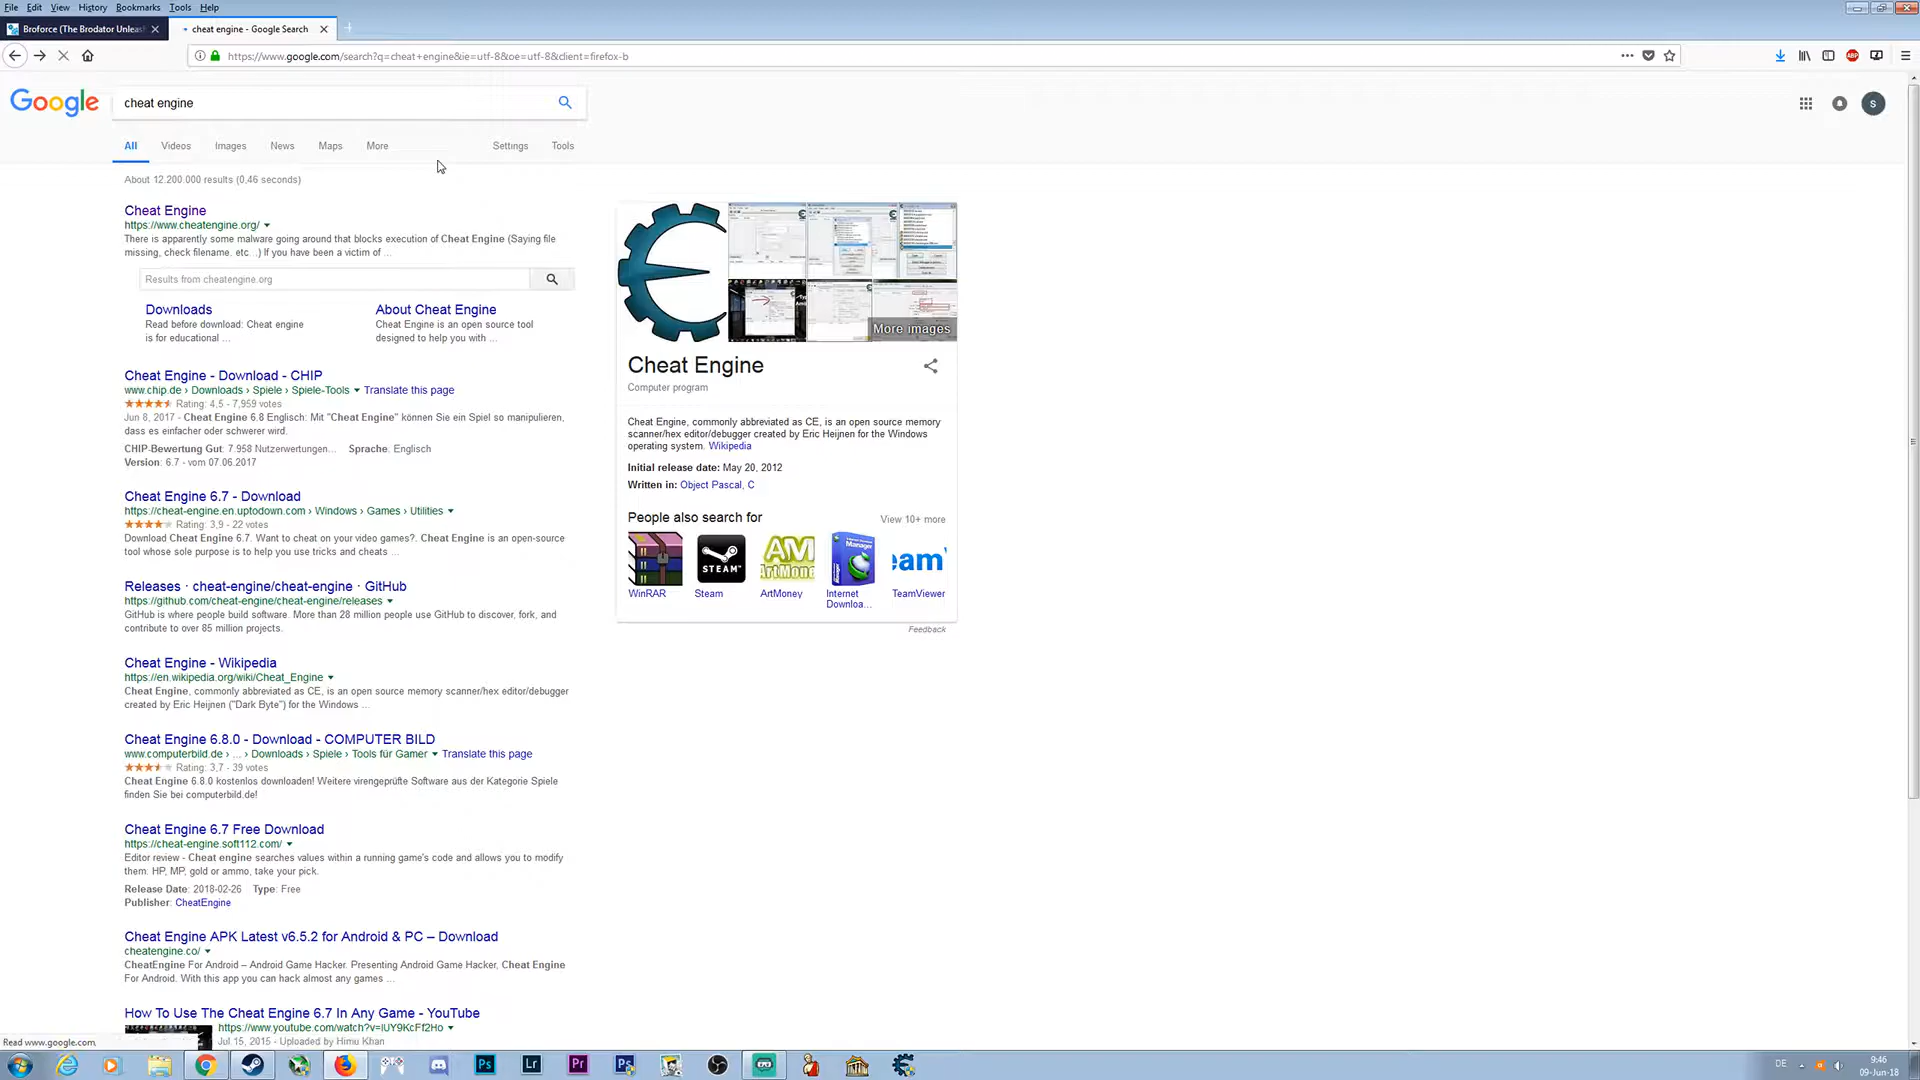 File Edit View History Bookmarks Tools Help
Broforce (The Brodator Unleas
cheat engine - Google Search
https://www.google.com/search?q=cheat+engine&ie=utf-8&oe=utf-8&client=firefox-b
Google
cheat engine
S
All Videos Images News Maps More Settings Tools
About 12.200.000 results (0,46 seconds)
Cheat Engine
https://www.cheatengine.org/
There is apparently some malware going around that blocks execution of Cheat Engine (Saying file
missing, check filename. etc ...) If you have been a victim of ...
Results from cheatengine.org
Downloads
Read before download: Cheat engine
is for educational ...
About Cheat Engine
Cheat Engine is an open source tool
designed to help you with ...
Cheat Engine - Download - CHIP
www.chip.de › Downloads › Spiele › Spiele-Tools Translate this page
Rating: 4,5 - 7,959 votes
Jun 8, 2017 - Cheat Engine 6.8 Englisch: Mit "Cheat Engine" können Sie ein Spiel so manipulieren,
dass es einfacher oder schwerer wird.
CHIP-Bewertung Gut: 7.958 Nutzerwertungen... Sprache: Englisch
Version: 6.7 - vom 07.06.2017
Cheat Engine 6.7 - Download
https://cheat-engine.en.uptodown.com › Windows › Games › Utilities
Rating: 3,9 - 22 votes
Download Cheat Engine 6.7. Want to cheat on your video games?. Cheat Engine is an open-source
tool whose sole purpose is to help you use tricks and cheats ...
Releases · cheat-engine/cheat-engine · GitHub
https://github.com/cheat-engine/cheat-engine/releases
GitHub is where people build software. More than 28 million people use GitHub to discover, fork, and
contribute to over 85 million projects.
Cheat Engine - Wikipedia
https://en.wikipedia.org/wiki/Cheat_Engine
Cheat Engine, commonly abbreviated as CE, is an open source memory scanner/hex editor/debugger
created by Eric Heijnen ("Dark Byte") for the Windows ...
Cheat Engine 6.8.0 - Download - COMPUTER BILD
www.computerbild.de › ... › Downloads › Spiele › Tools für Gamer Translate this page
Rating: 3,7 - 39 votes
Cheat Engine 6.8.0 kostenlos downloaden! Weitere virengeprüfte Software aus der Kategorie Spiele
finden Sie bei computerbild.de!
Cheat Engine 6.7 Free Download
https://cheat-engine.soft112.com/
Editor review - Cheat engine searches values within a running game's code and allows you to modify
them: HP, MP, gold or ammo, take your pick.
Release Date: 2018-02-26 Type: Free
Publisher: CheatEngine
Cheat Engine APK Latest v6.5.2 for Android & PC – Download
cheatengine.co/
CheatEngine For Android – Android Game Hacker. Presenting Android Game Hacker, Cheat Engine
For Android. With this app you can hack almost any games ...
How To Use The Cheat Engine 6.7 In Any Game - YouTube
https://www.youtube.com/watch?v=lUY9KcFf2Ho
Jul 15, 2015 - Uploaded by Himu Khan
More images
Cheat Engine
Computer program
Cheat Engine, commonly abbreviated as CE, is an open source memory
scanner/hex editor/debugger created by Eric Heijnen for the Windows
operating system. Wikipedia
Initial release date: May 20, 2012
Written in: Object Pascal, C
People also search for
View 10+ more
STEAM
AM
ArtMone
eam
WinRAR Steam ArtMoney Internet Downloa... TeamViewer
Feedback
Read www.google.com
Ps Lr Pr Ps
DE
9:46
09-Jun-18